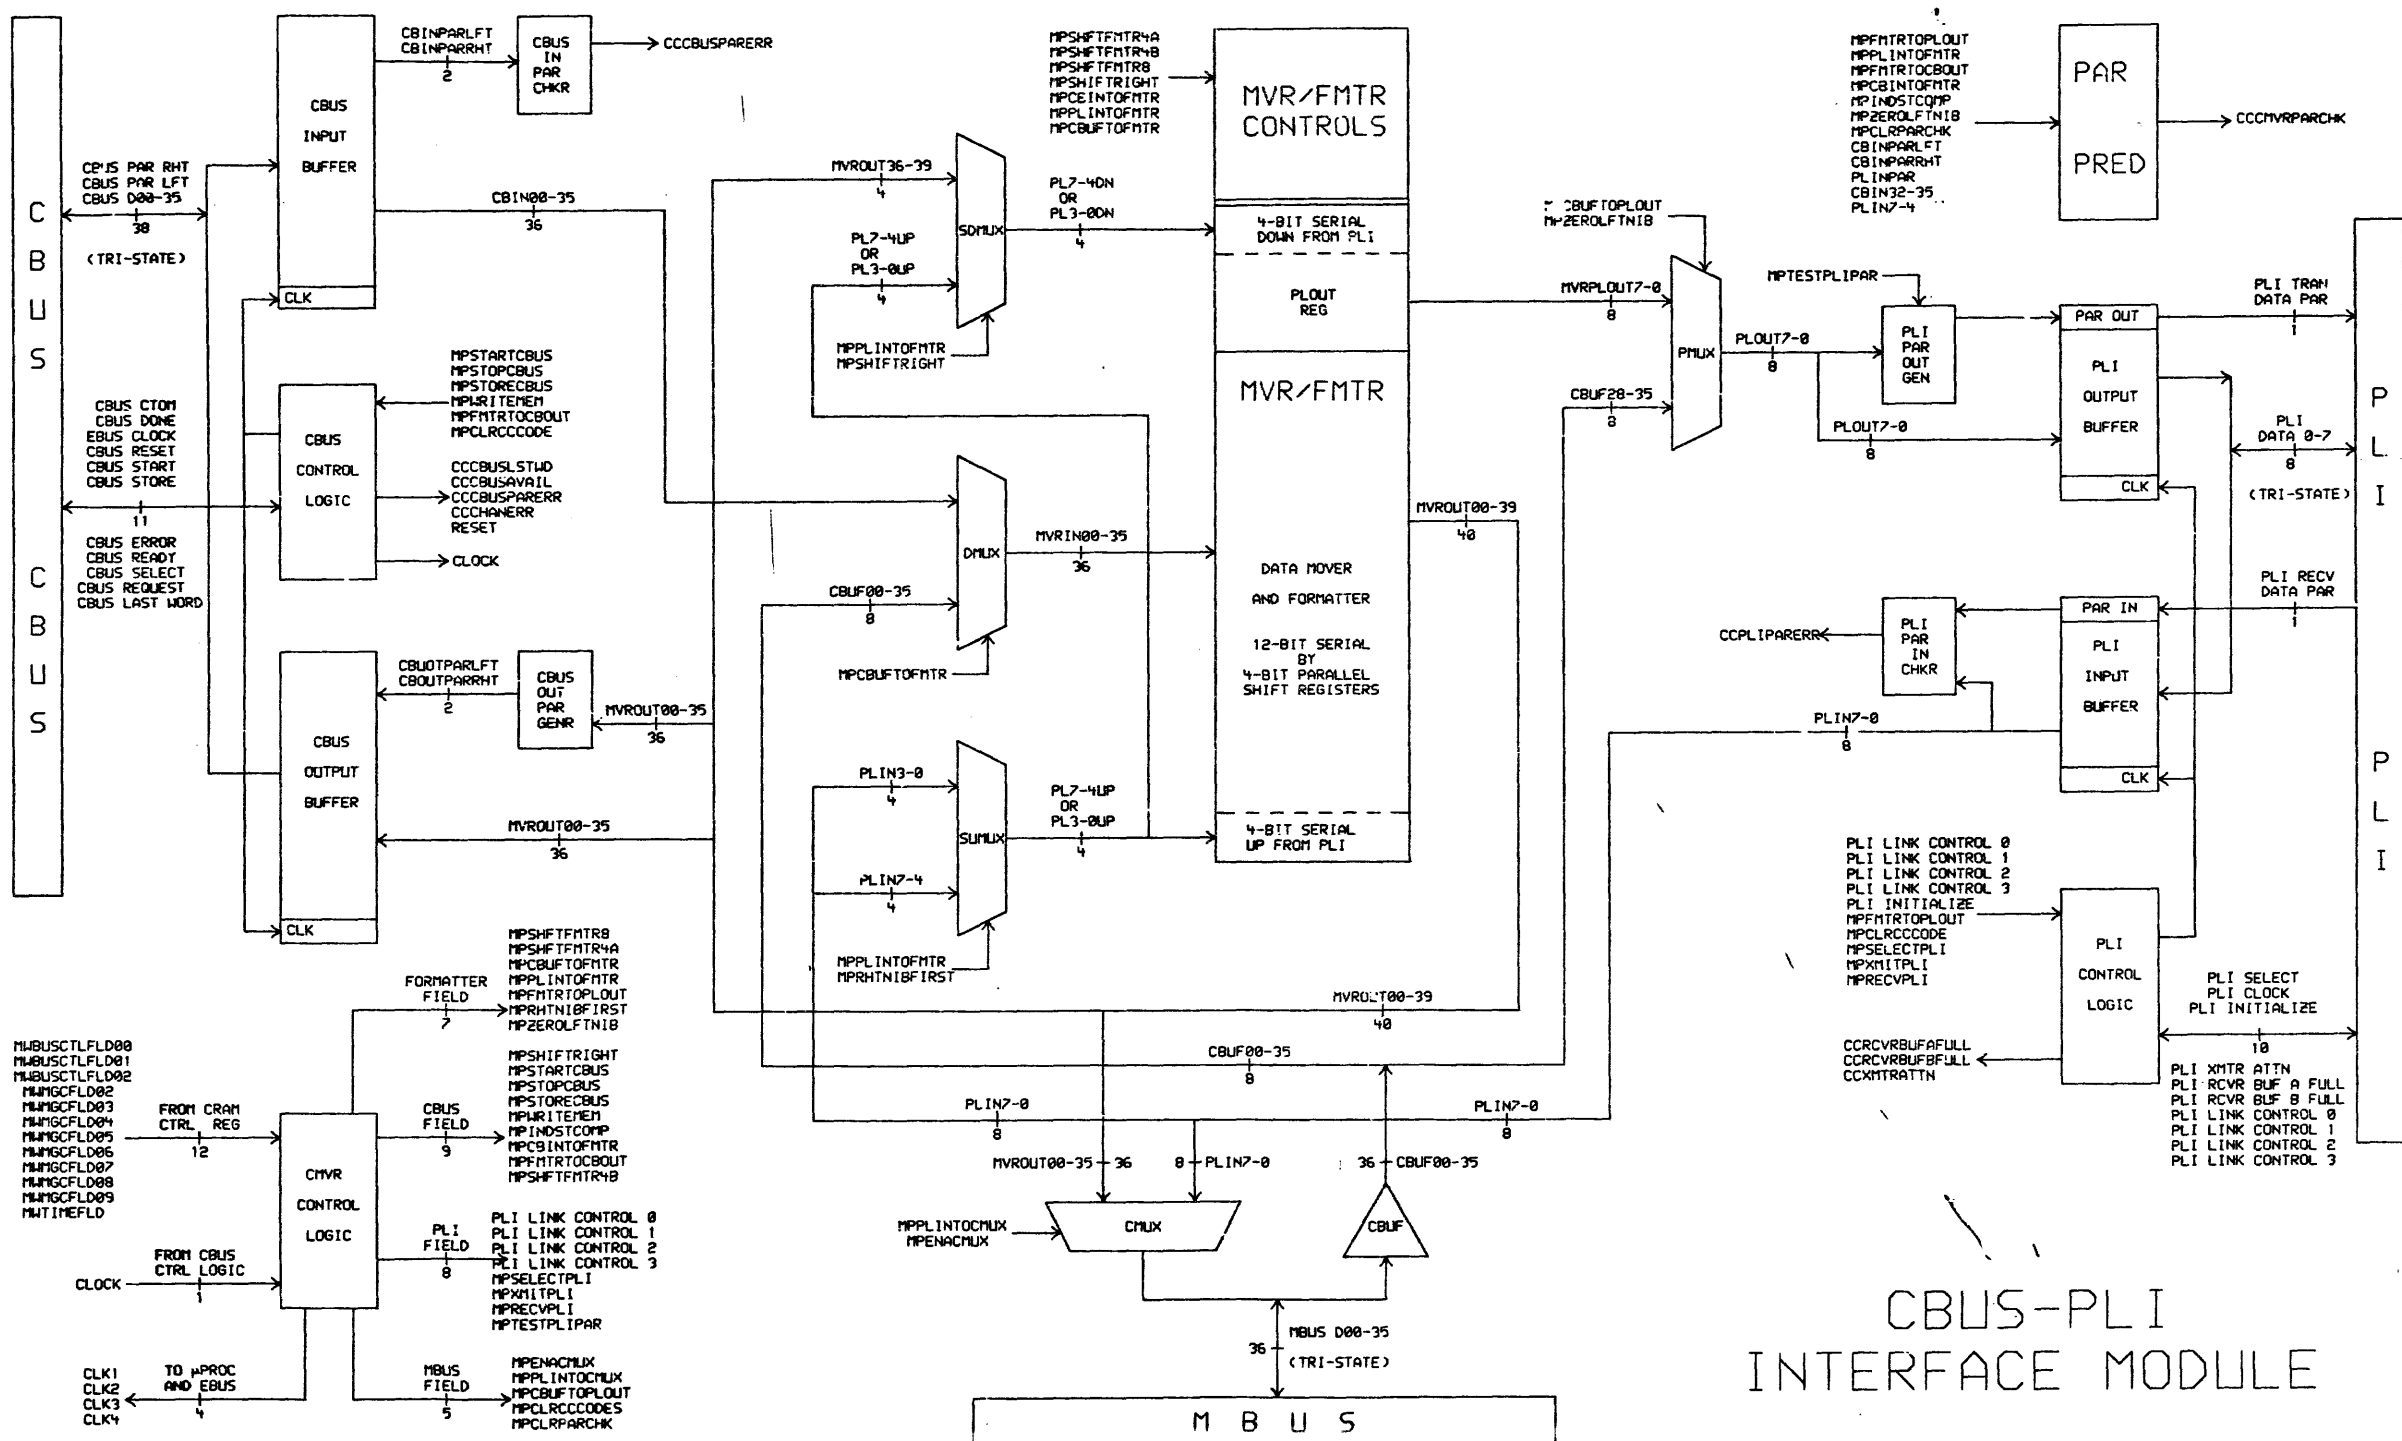 C
B
U
S
C
B
U
S
CBUS PAR RHT
CBUS PAR LFT
CBUS D00-35
38
(TRI-STATE)
CBUS CTOM
CBUS DONE
EBUS CLOCK
CBUS RESET
CBUS START
CBUS STORE
11
CBUS ERROR
CBUS READY
CBUS SELECT
CBUS REQUEST
CBUS LAST WORD
CBUS
INPUT
BUFFER
CLK
CBINPARLFT
CBINPARRHT
2
CBUS
IN
PAR
CHKR
CCCBUSPARERR
CBIN00-35
36
CBUS
CONTROL
LOGIC
MPSTARTCBUS
MPSTOPCBUS
MPSTORECBUS
MPWRITEMEM
MPFMTRTOCBOUT
MPCLRCCCODE
CCCBUSLSTWD
CCCBUSAVAIL
CCCBUSPARERR
CCCHANERR
RESET
CLOCK
CBUS
OUTPUT
BUFFER
CLK
CBUOTPARLFT
CBOUTPARRHT
2
CBUS
OUT
PAR
GENR
MVROUT00-35
36
MVROUT00-35
36
MWBUSCTLFLD00
MWBUSCTLFLD01
MWBUSCTLFLD02
MWMGCFLD02
MWMGCFLD03
MWMGCFLD04
MWMGCFLD05
MWMGCFLD06
MWMGCFLD07
MWMGCFLD08
MWMGCFLD09
MWTIMEFLD
FROM CRAM
CTRL REG
12
FROM CBUS
CTRL LOGIC
CLOCK
1
CMVR
CONTROL
LOGIC
CLK1
CLK2
CLK3
CLK4
TO µPROC
AND EBUS
4
FORMATTER
FIELD
7
MPSHFTFMTR8
MPSHFTFMTR4A
MPCBUFTOFMTR
MPPLINTOFMTR
MPFMTRTOPLOUT
MPRHTNIBFIRST
MPZEROLFTNIB
CBUS
FIELD
9
MPSHIFTRIGHT
MPSTARTCBUS
MPSTOPCBUS
MPSTORECBUS
MPWRITEMEM
MPINDSTCOMP
MPCBINTOFMTR
MPFMTRTOCBOUT
MPSHFTFMTR4B
PLI
FIELD
8
PLI LINK CONTROL 0
PLI LINK CONTROL 1
PLI LINK CONTROL 2
PLI LINK CONTROL 3
MPSELECTPLI
MPXMITPLI
MPRECVPLI
MPTESTPLIPAR
MBUS
FIELD
5
MPENACMUX
MPPLINTOCMUX
MPCBUFTOPLOUT
MPCLRCCCODES
MPCLRPARCHK
MPSHFTFMTR4A
MPSHFTFMTR4B
MPSHFTFMTR8
MPSHIFTRIGHT
MPCEINTOFMTR
MPPLINTOFMTR
MPCBUFTOFMTR
MVR/FMTR
CONTROLS
MVROUT36-39
4
PL7-4UP
OR
PL3-0UP
4
SDMUX
PL7-4DN
OR
PL3-0DN
4
MPPLINTOFMTR
MPSHIFTRIGHT
4-BIT SERIAL
DOWN FROM PLI
PLOUT
REG
MVR/FMTR
DATA MOVER
AND FORMATTER
12-BIT SERIAL
BY
4-BIT PARALLEL
SHIFT REGISTERS
4-BIT SERIAL
UP FROM PLI
DMUX
MVRIN00-35
36
CBUF00-35
8
MPCBUFTOFMTR
PLIN3-0
4
PLIN7-4
4
SUMUX
PL7-4UP
OR
PL3-0UP
4
MPPLINTOFMTR
MPRHTNIBFIRST
MVROUT00-39
40
MVROUT00-39
40
CBUF00-35
8
PLIN7-0
8
PLIN7-0
8
MVROUT00-35
36
8
PLIN7-0
36
CBUF00-35
MPPLINTOCMUX
MPENACMUX
CMUX
CBUF
MBUS D00-35
36
(TRI-STATE)
M B U S
CBUFTOPLOUT
MPZEROLFTNIB
MVRPLOUT7-0
8
CBUF28-35
8
PMUX
PLOUT7-0
8
MPTESTPLIPAR
PLI
PAR
OUT
GEN
PLOUT7-0
8
PAR OUT
PLI
OUTPUT
BUFFER
CLK
PLI TRAN
DATA PAR
1
PLI
DATA 0-7
8
(TRI-STATE)
PLI RECV
DATA PAR
1
PAR IN
PLI
INPUT
BUFFER
CLK
PLI
PAR
IN
CHKR
CCPLIPARERR
PLIN7-0
8
MPFMTRTOPLOUT
MPPLINTOFMTR
MPFMTRTOCBOUT
MPCBINTOFMTR
MPINDSTCOMP
MPZEROLFTNIB
MPCLRPARCHK
CBINPARLFT
CBINPARRHT
PLINPAR
CBIN32-35
PLIN7-4
PAR
PRED
CCCMVRPARCHK
PLI LINK CONTROL 0
PLI LINK CONTROL 1
PLI LINK CONTROL 2
PLI LINK CONTROL 3
PLI INITIALIZE
MPFMTRTOPLOUT
MPCLRCCCODE
MPSELECTPLI
MPXMITPLI
MPRECVPLI
PLI
CONTROL
LOGIC
CCRCVRBUFAFULL
CCRCVRBUFBFULL
CCXMTRATTN
PLI SELECT
PLI CLOCK
PLI INITIALIZE
10
PLI XMTR ATTN
PLI RCVR BUF A FULL
PLI RCVR BUF B FULL
PLI LINK CONTROL 0
PLI LINK CONTROL 1
PLI LINK CONTROL 2
PLI LINK CONTROL 3
P
L
I
P
L
I
CBUS-PLI
INTERFACE MODULE